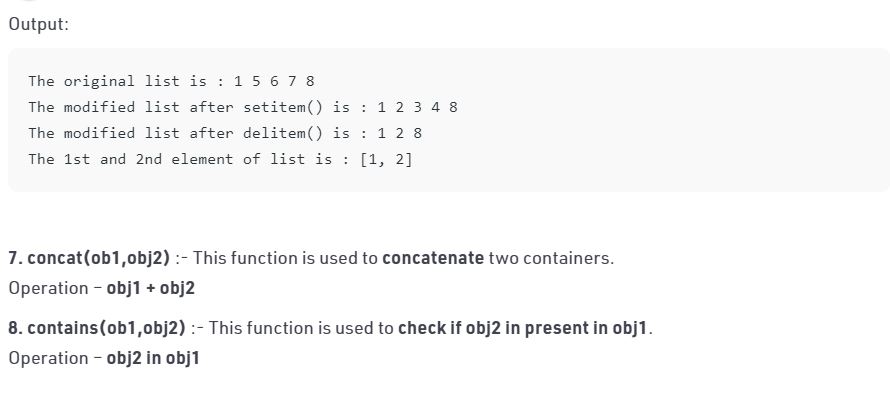 Output:
The original list is : 1 5 6 7 8
The modified list after setitem() is : 1 2 3 4 8
The modified list after delitem() is : 1 2 8
The 1st and 2nd element of list is : [1, 2]
7. concat(ob1,obj2) :- This function is used to concatenate two containers.
Operation – obj1 + obj2
8. contains(ob1,obj2) :- This function is used to check if obj2 in present in obj1.
Operation – obj2 in obj1